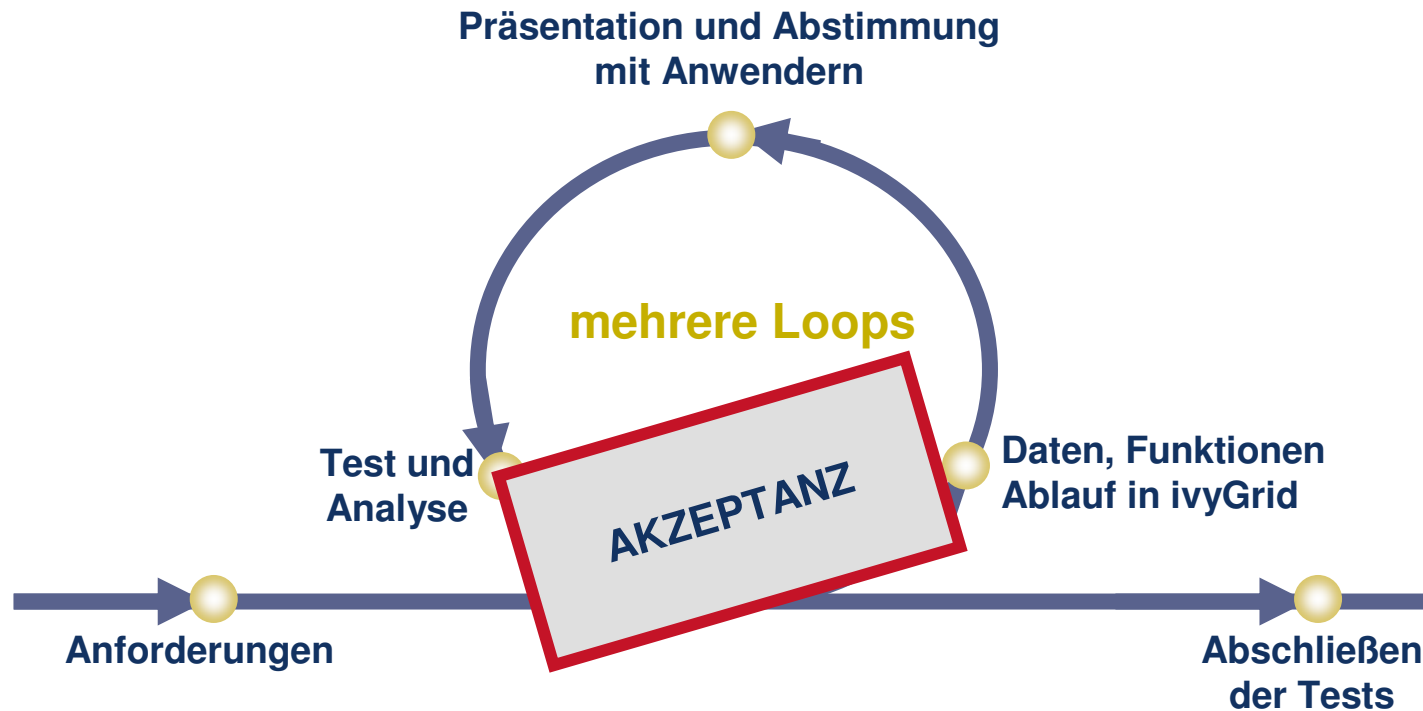 Präsentation und Abstimmung
mit Anwendern
mehrere Loops
Test und
Analyse
AKZEPTANZ
Daten, Funktionen
Ablauf in ivyGrid
Anforderungen
Abschließen
der Tests